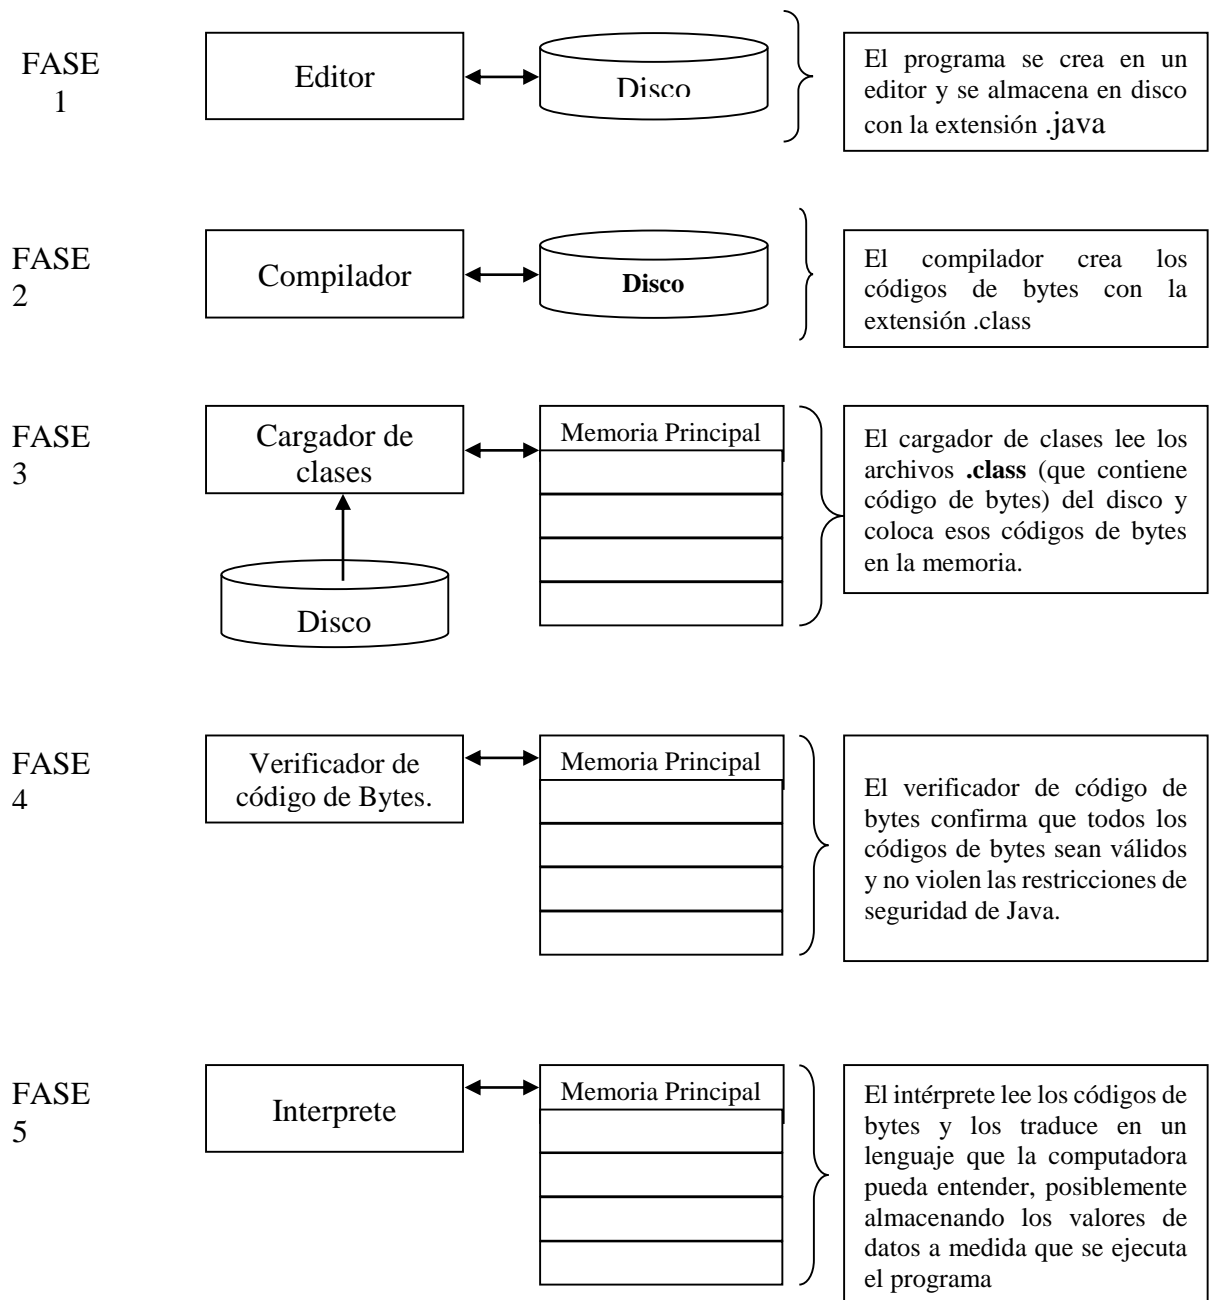 FASE
1
Editor
Disco
El programa se crea en un
editor y se almacena en disco
con la extensión .java
FASE
2
Compilador
Disco
El compilador crea los
códigos de bytes con la
extensión .class
FASE
3
Cargador de
clases
Disco
Memoria Principal
El cargador de clases lee los
archivos .class (que contiene
código de bytes) del disco y
coloca esos códigos de bytes
en la memoria.
FASE
4
Verificador de
código de Bytes.
Memoria Principal
El verificador de código de
bytes confirma que todos los
códigos de bytes sean válidos
y no violen las restricciones de
seguridad de Java.
FASE
5
Interprete
Memoria Principal
El intérprete lee los códigos de
bytes y los traduce en un
lenguaje que la computadora
pueda entender, posiblemente
almacenando los valores de
datos a medida que se ejecuta
el programa